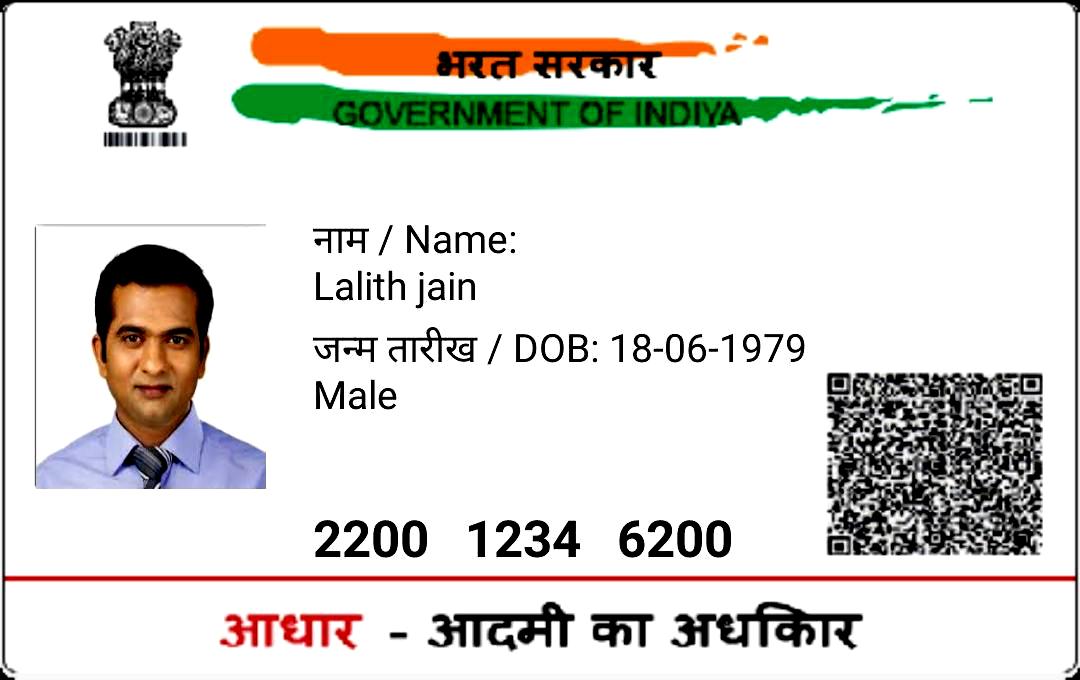 भरत सरकार
GOVERNMENT OF INDIYA
नाम / Name:
Lalith jain
जन्म तारीख / DOB: 18-06-1979
Male
2200 1234 6200
आधार - आदमी का अधकिार